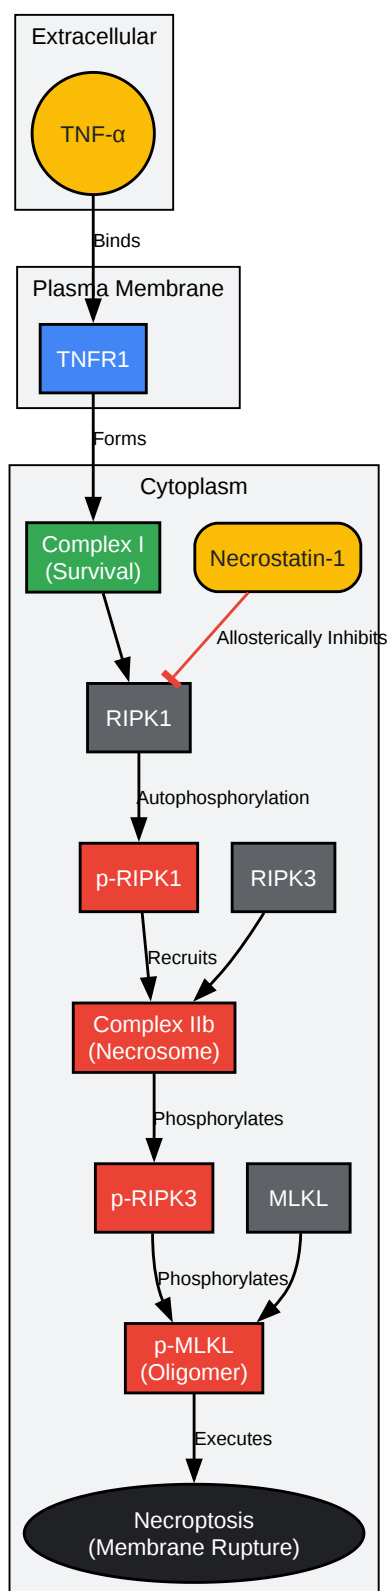 Extracellular
TNF-α
Binds
Plasma Membrane
TNFR1
Forms
Cytoplasm
Complex I
(Survival)
Necrostatin-1
Allosterically Inhibits
RIPK1
Autophosphorylation
p-RIPK1
RIPK3
Recruits
Complex IIb
(Necrosome)
Phosphorylates
p-RIPK3
MLKL
Phosphorylates
p-MLKL
(Oligomer)
Executes
Necroptosis
(Membrane Rupture)